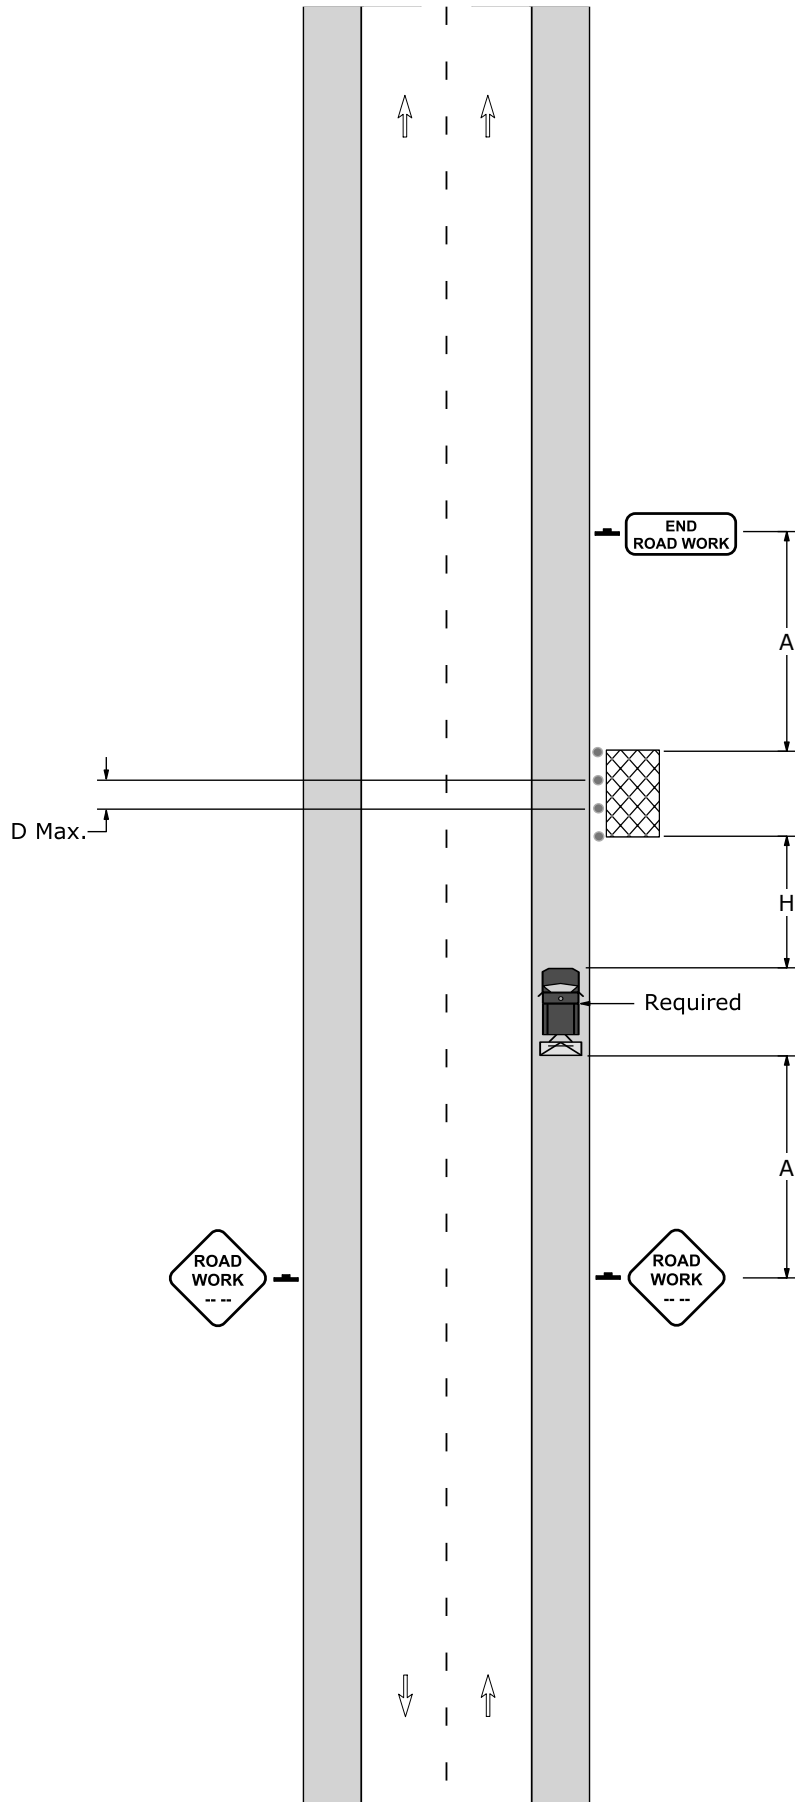 END
ROAD WORK
A
D Max.
H
Required
A
ROAD
WORK
-- --
ROAD
WORK
-- --